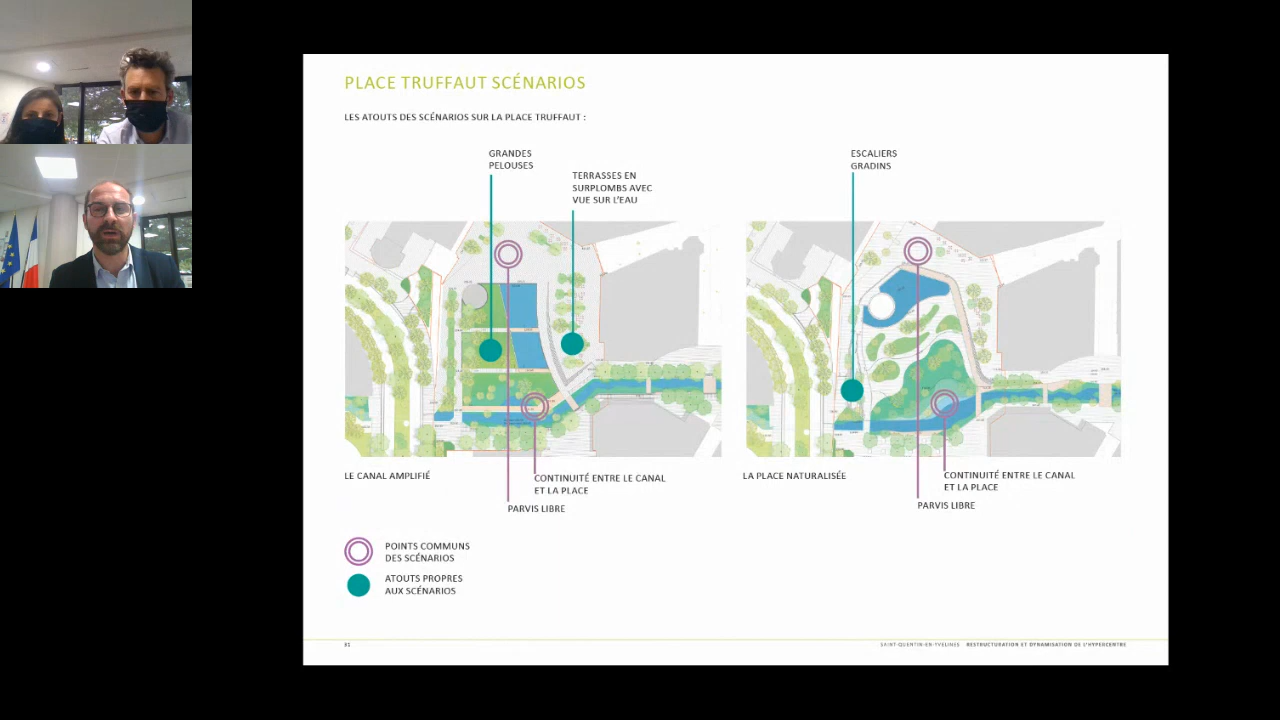 PLACE TRUFFAUT SCÉNARIOS
LES ATOUTS DES SCÉNARIOS SUR LA PLACE TRUFFAUT :
GRANDES
PELOUSES
TERRASSES EN
SURPLOMBS AVEC
VUE SUR L'EAU
ESCALIERS
GRADINS
LE CANAL AMPLIFIÉ
CONTINUITÉ ENTRE LE CANAL
ET LA PLACE
PARVIS LIBRE
LA PLACE NATURALISÉE
CONTINUITÉ ENTRE LE CANAL
ET LA PLACE
PARVIS LIBRE
POINTS COMMUNS
DES SCÉNARIOS
ATOUTS PROPRES
AUX SCÉNARIOS
31
SAINT-QUENTIN-EN-YVELINES . RESTRUCTURATION ET DYNAMISATION DE L'HYPERCENTRE